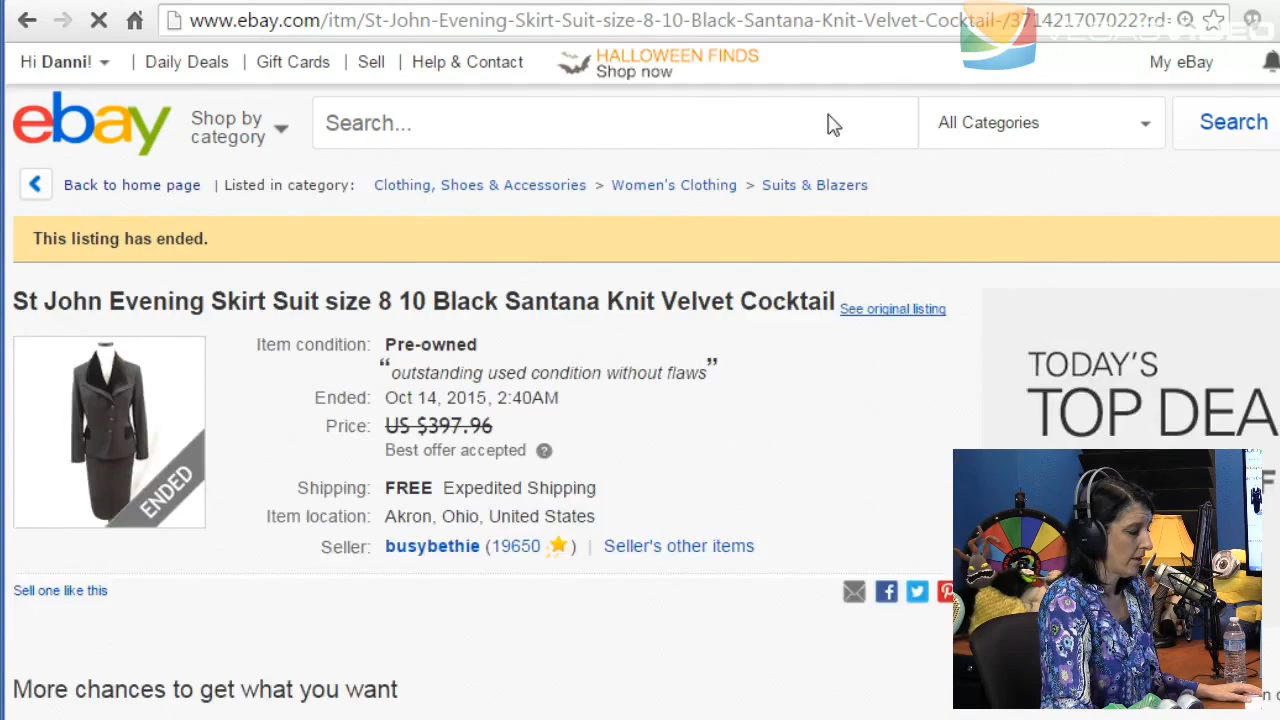 www.ebay.com/itm/St-John-Evening-Skirt-Suit-size-8-10-Black-Santana-Knit-Velvet-Cocktail-/371421707022?rd=
Hi Danni! | Daily Deals | Gift Cards | Sell | Help & Contact
HALLOWEEN FINDS
Shop now
My eBay
VEGAS VIDEO
ebay
Shop by
category
Search...
All Categories
Search
Back to home page | Listed in category: Clothing, Shoes & Accessories > Women's Clothing > Suits & Blazers
This listing has ended.
St John Evening Skirt Suit size 8 10 Black Santana Knit Velvet Cocktail See original listing
ENDED
Item condition: Pre-owned
“outstanding used condition without flaws”
Ended: Oct 14, 2015, 2:40AM
Price: US $397.96
Best offer accepted ?
Shipping: FREE Expedited Shipping
Item location: Akron, Ohio, United States
Seller: busybethie (19650 ) | Seller's other items
Sell one like this
TODAY'S
TOP DEA
More chances to get what you want